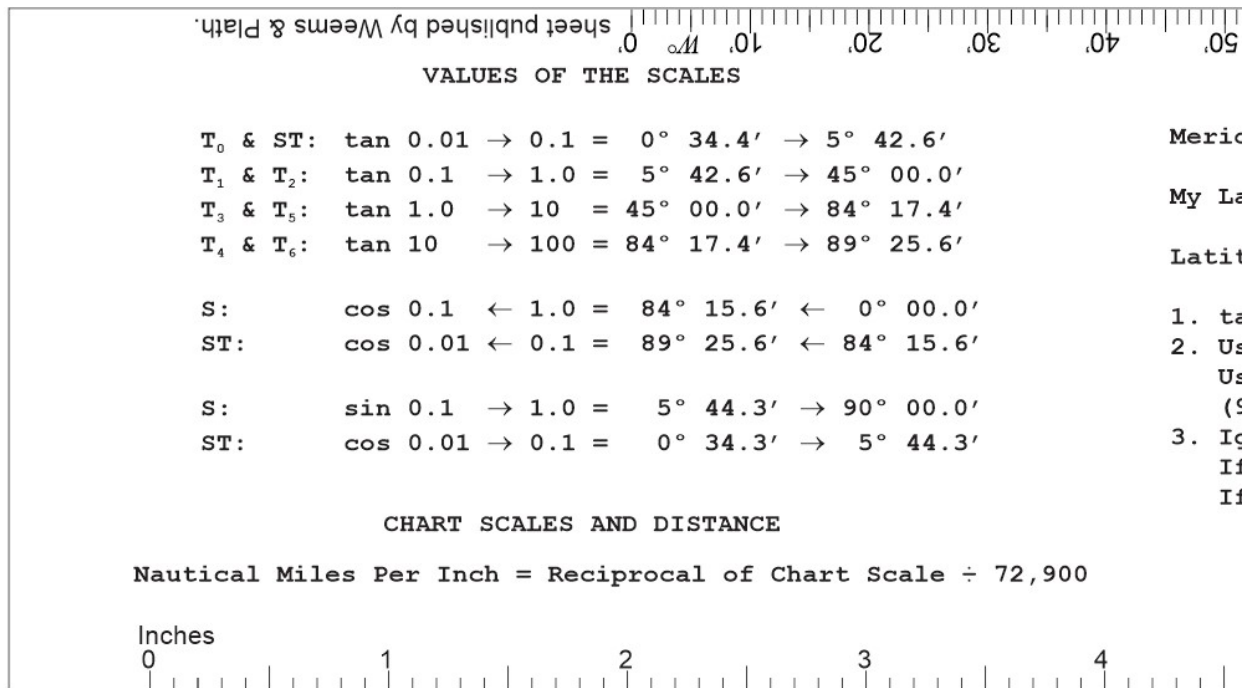 sheet published by Weems & Plath.
0' W° 10' 20' 30' 40' 50'
VALUES OF THE SCALES
T₀ & ST: tan 0.01 → 0.1 = 0° 34.4′ → 5° 42.6′
T₁ & T₂: tan 0.1 → 1.0 = 5° 42.6′ → 45° 00.0′
T₃ & T₅: tan 1.0 → 10 = 45° 00.0′ → 84° 17.4′
T₄ & T₆: tan 10 → 100 = 84° 17.4′ → 89° 25.6′
S: cos 0.1 ← 1.0 = 84° 15.6′ ← 0° 00.0′
ST: cos 0.01 ← 0.1 = 89° 25.6′ ← 84° 15.6′
S: sin 0.1 → 1.0 = 5° 44.3′ → 90° 00.0′
ST: cos 0.01 → 0.1 = 0° 34.3′ → 5° 44.3′
CHART SCALES AND DISTANCE
Nautical Miles Per Inch = Reciprocal of Chart Scale ÷ 72,900
Inches
0 1 2 3 4
My
1.
2.
3.
If
If